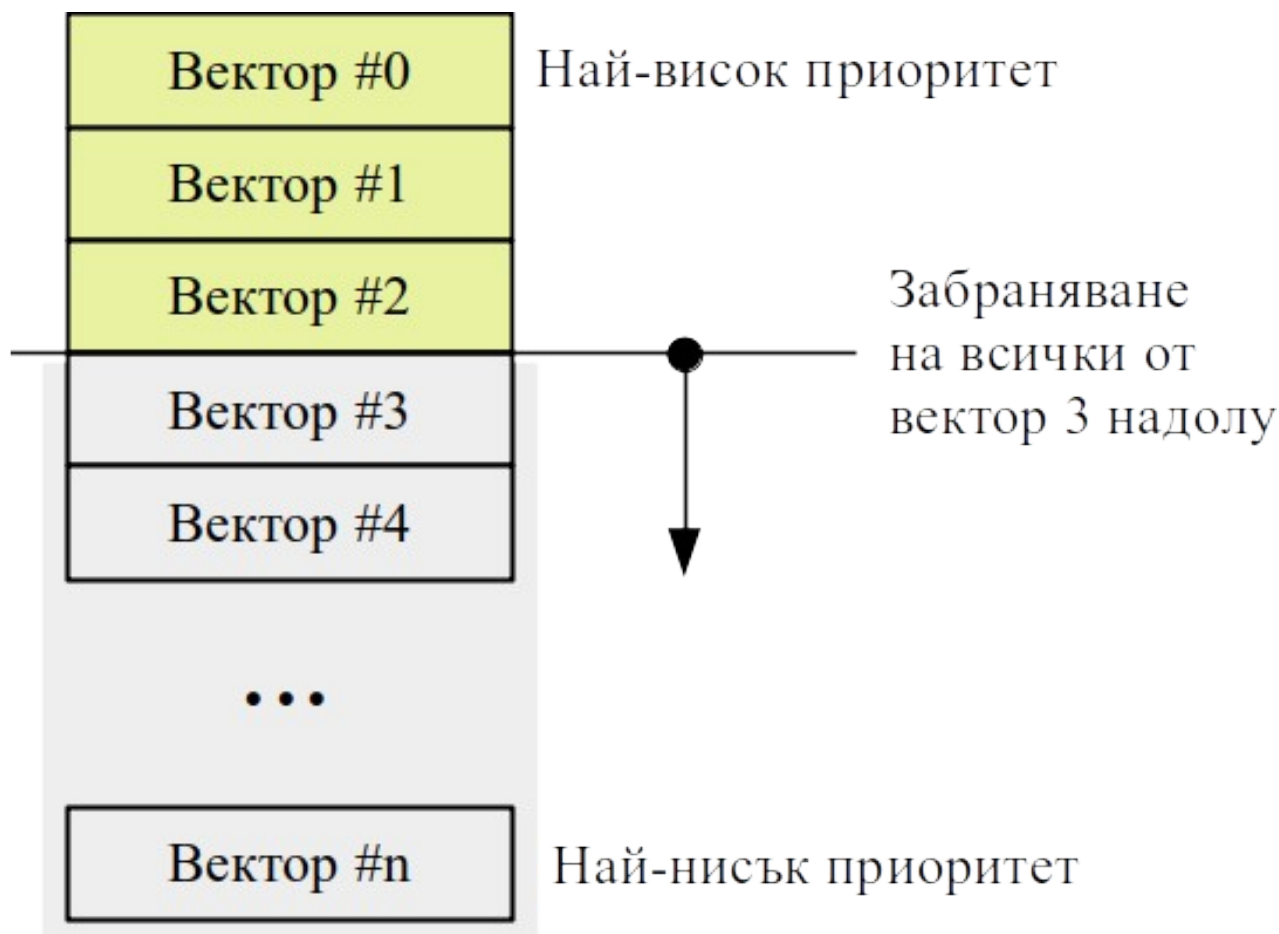 Вектор #0
Най-висок приоритет
Вектор #1
Вектор #2
Забраняване
на всички от
вектор 3 надолу
Вектор #3
Вектор #4
...
Вектор #n
Най-нисък приоритет